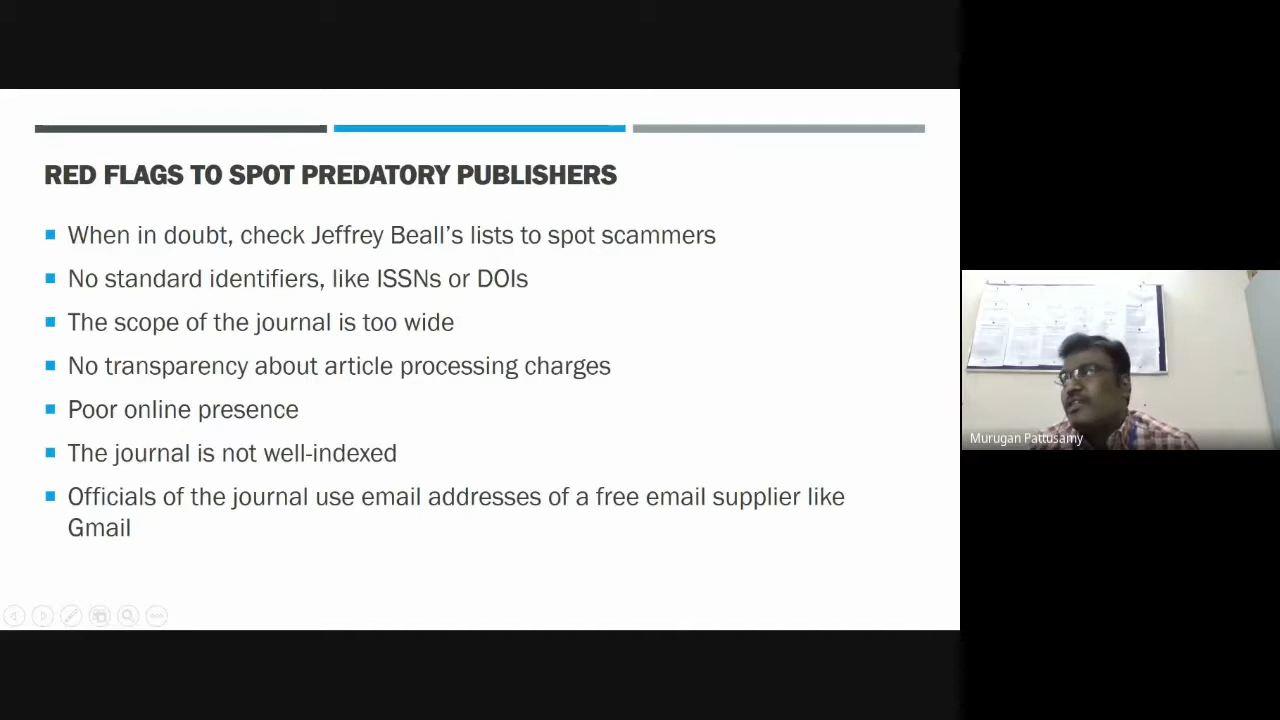 RED FLAGS TO SPOT PREDATORY PUBLISHERS
When in doubt, check Jeffrey Beall's lists to spot scammers
No standard identifiers, like ISSNs or DOIs
The scope of the journal is too wide
No transparency about article processing charges
Poor online presence
The journal is not well-indexed
Officials of the journal use email addresses of a free email supplier like
Gmail
Murugan Pattusamy